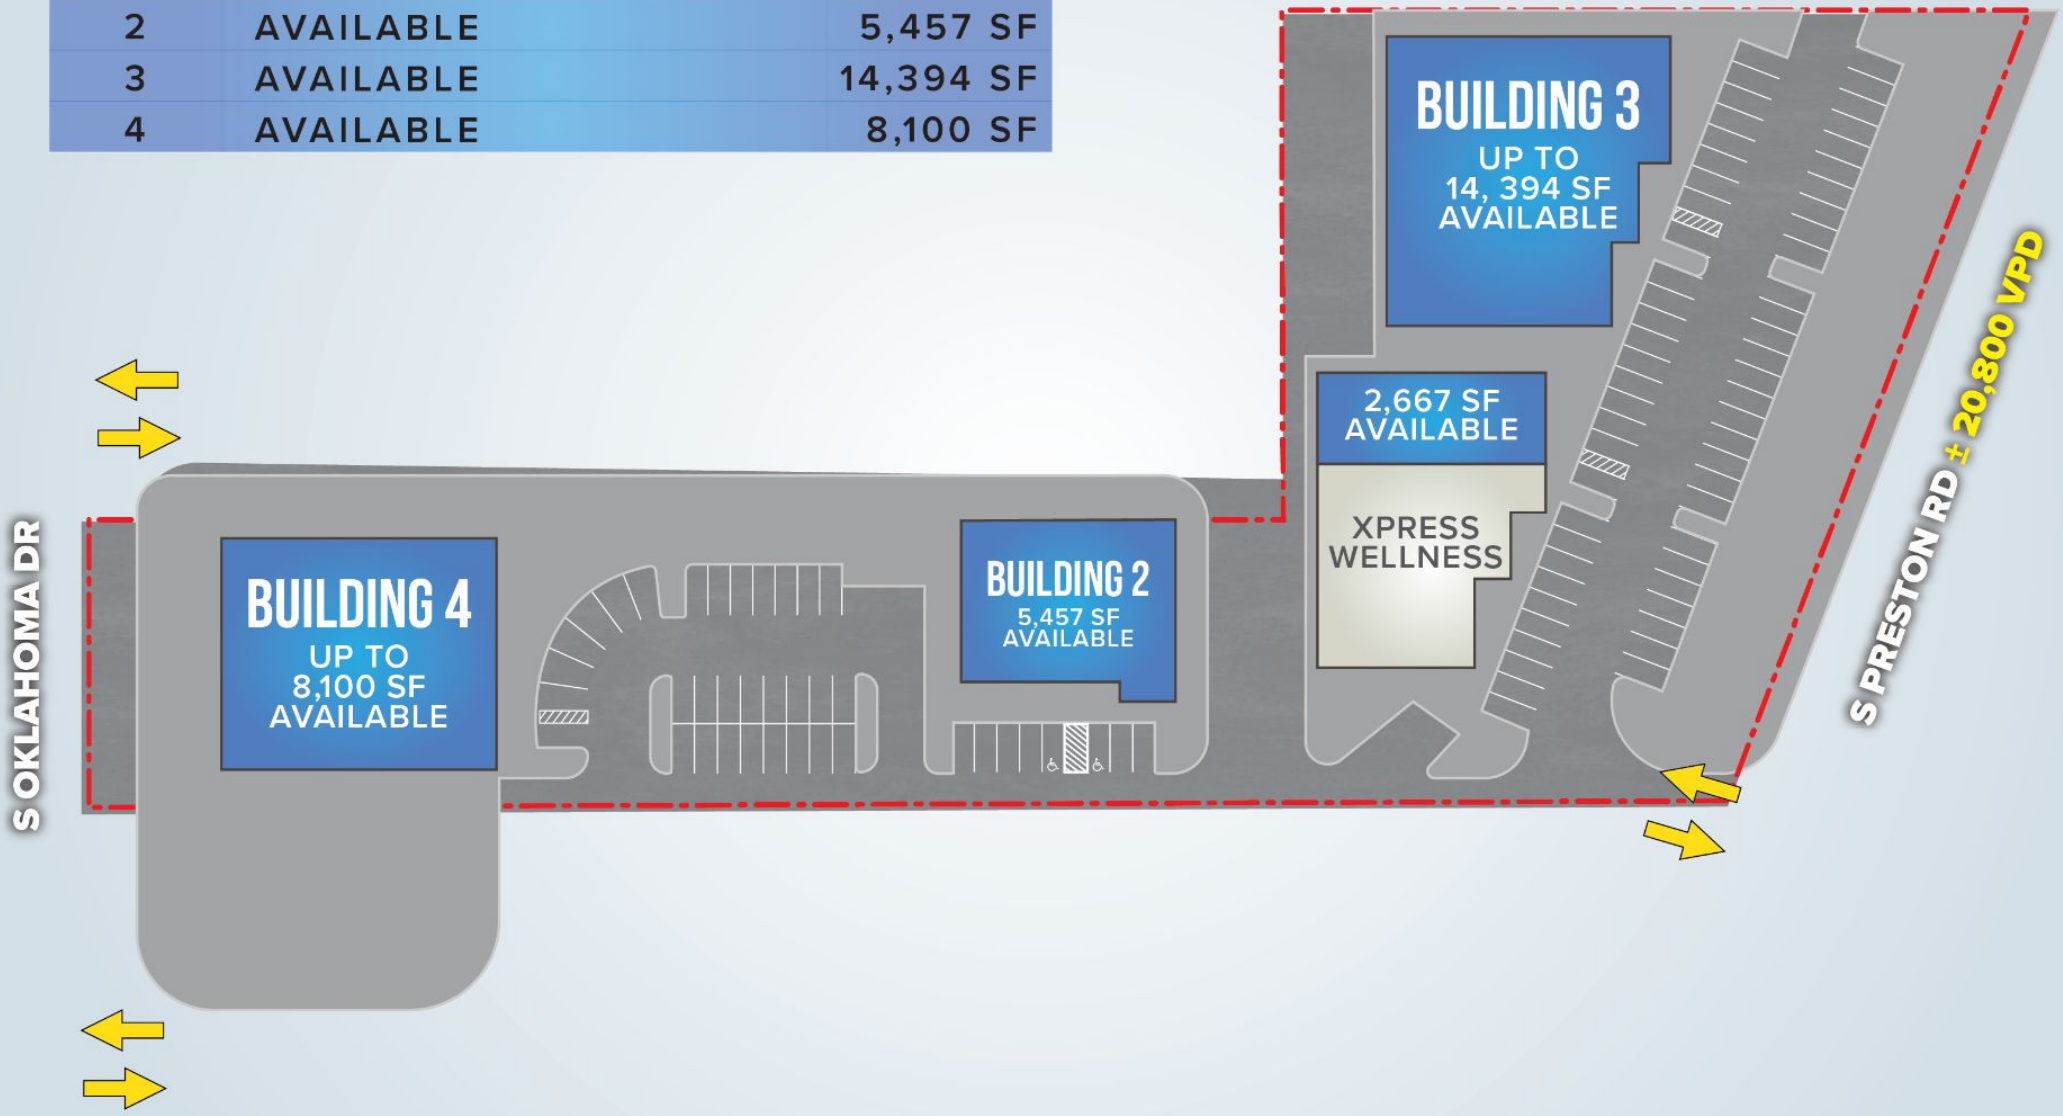 2 AVAILABLE 5,457 SF
3 AVAILABLE 14,394 SF
4 AVAILABLE 8,100 SF
BUILDING 3
UP TO
14, 394 SF
AVAILABLE
2,667 SF
AVAILABLE
XPRESS
WELLNESS
BUILDING 2
5,457 SF
AVAILABLE
BUILDING 4
UP TO
8,100 SF
AVAILABLE
S OKLAHOMA DR
S PRESTON RD ± 20,800 VPD